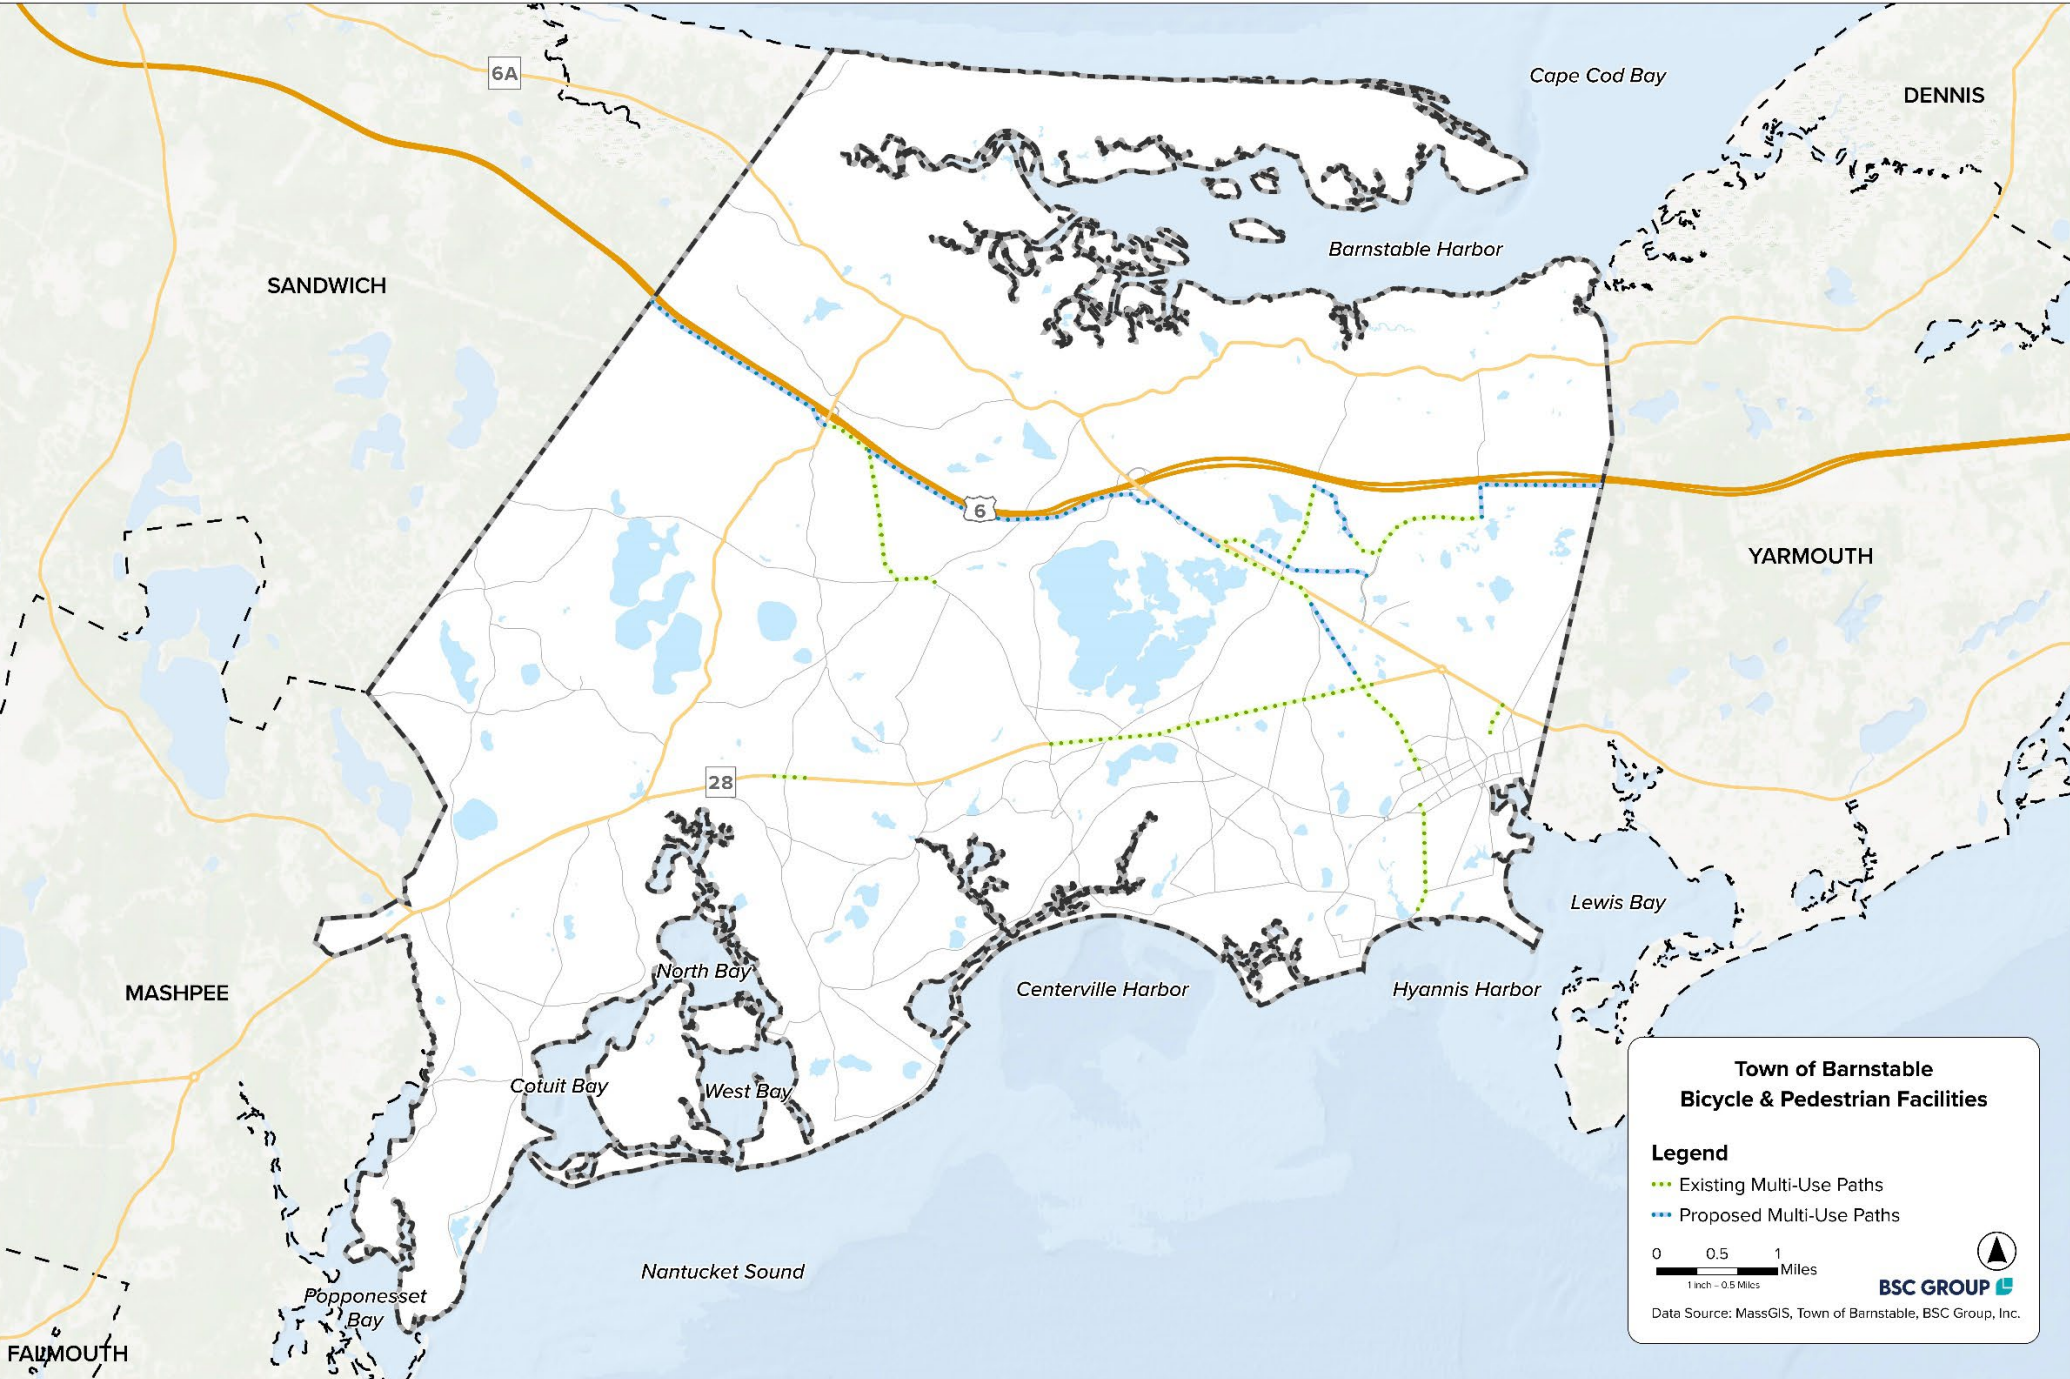 6A
Cape Cod Bay
DENNIS
Barnstable Harbor
SANDWICH
6
YARMOUTH
28
Lewis Bay
North Bay
Centerville Harbor
Hyannis Harbor
MASHPEE
Cotuit Bay
West Bay
Nantucket Sound
Popponesset
Bay
FALMOUTH
Town of Barnstable
Bicycle & Pedestrian Facilities
Legend
Existing Multi-Use Paths
Proposed Multi-Use Paths
0 0.5 1
Miles
1 inch = 0.5 Miles
BSC GROUP
Data Source: MassGIS, Town of Barnstable, BSC Group, Inc.